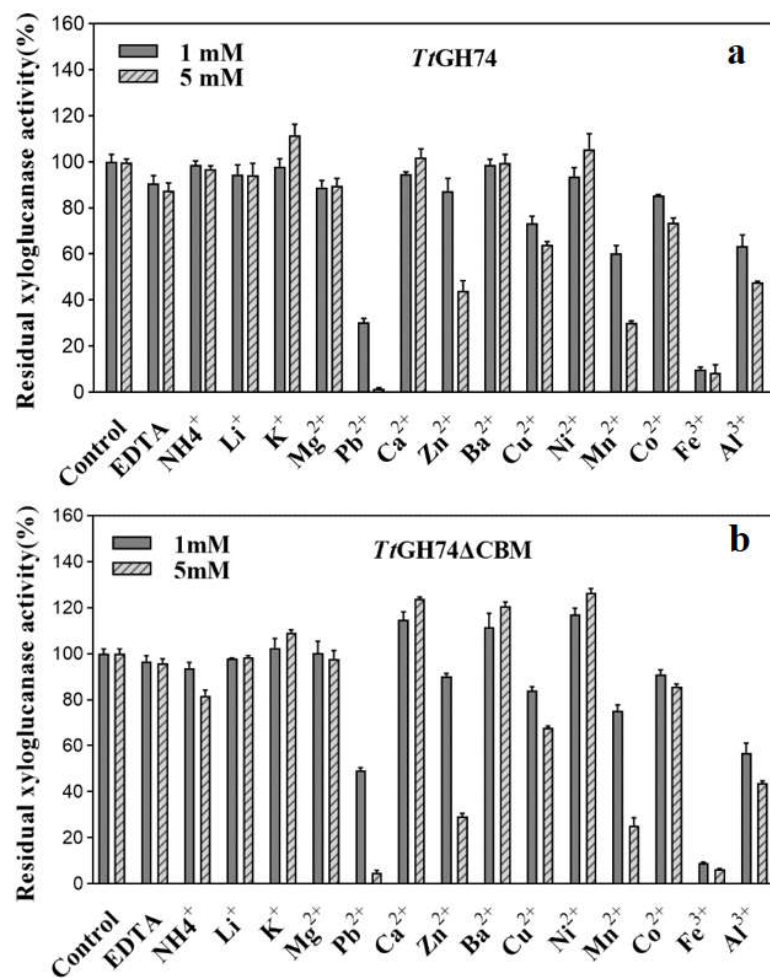 160
a
TtGH74
1 mM
5 mM
140
120
100
80
60
40
20
0
Residual xyloglucanase activity(%)
Control EDTA NH4⁺ Li⁺ K⁺ Mg²⁺ Pb²⁺ Ca²⁺ Zn²⁺ Ba²⁺ Cu²⁺ Ni²⁺ Mn²⁺ Co²⁺ Fe³⁺ Al³⁺
160
b
TtGH74ΔCBM
1mM
5mM
140
120
100
80
60
40
20
0
Residual xyloglucanase activity(%)
Control EDTA NH4⁺ Li⁺ K⁺ Mg²⁺ Pb²⁺ Ca²⁺ Zn²⁺ Ba²⁺ Cu²⁺ Ni²⁺ Mn²⁺ Co²⁺ Fe³⁺ Al³⁺